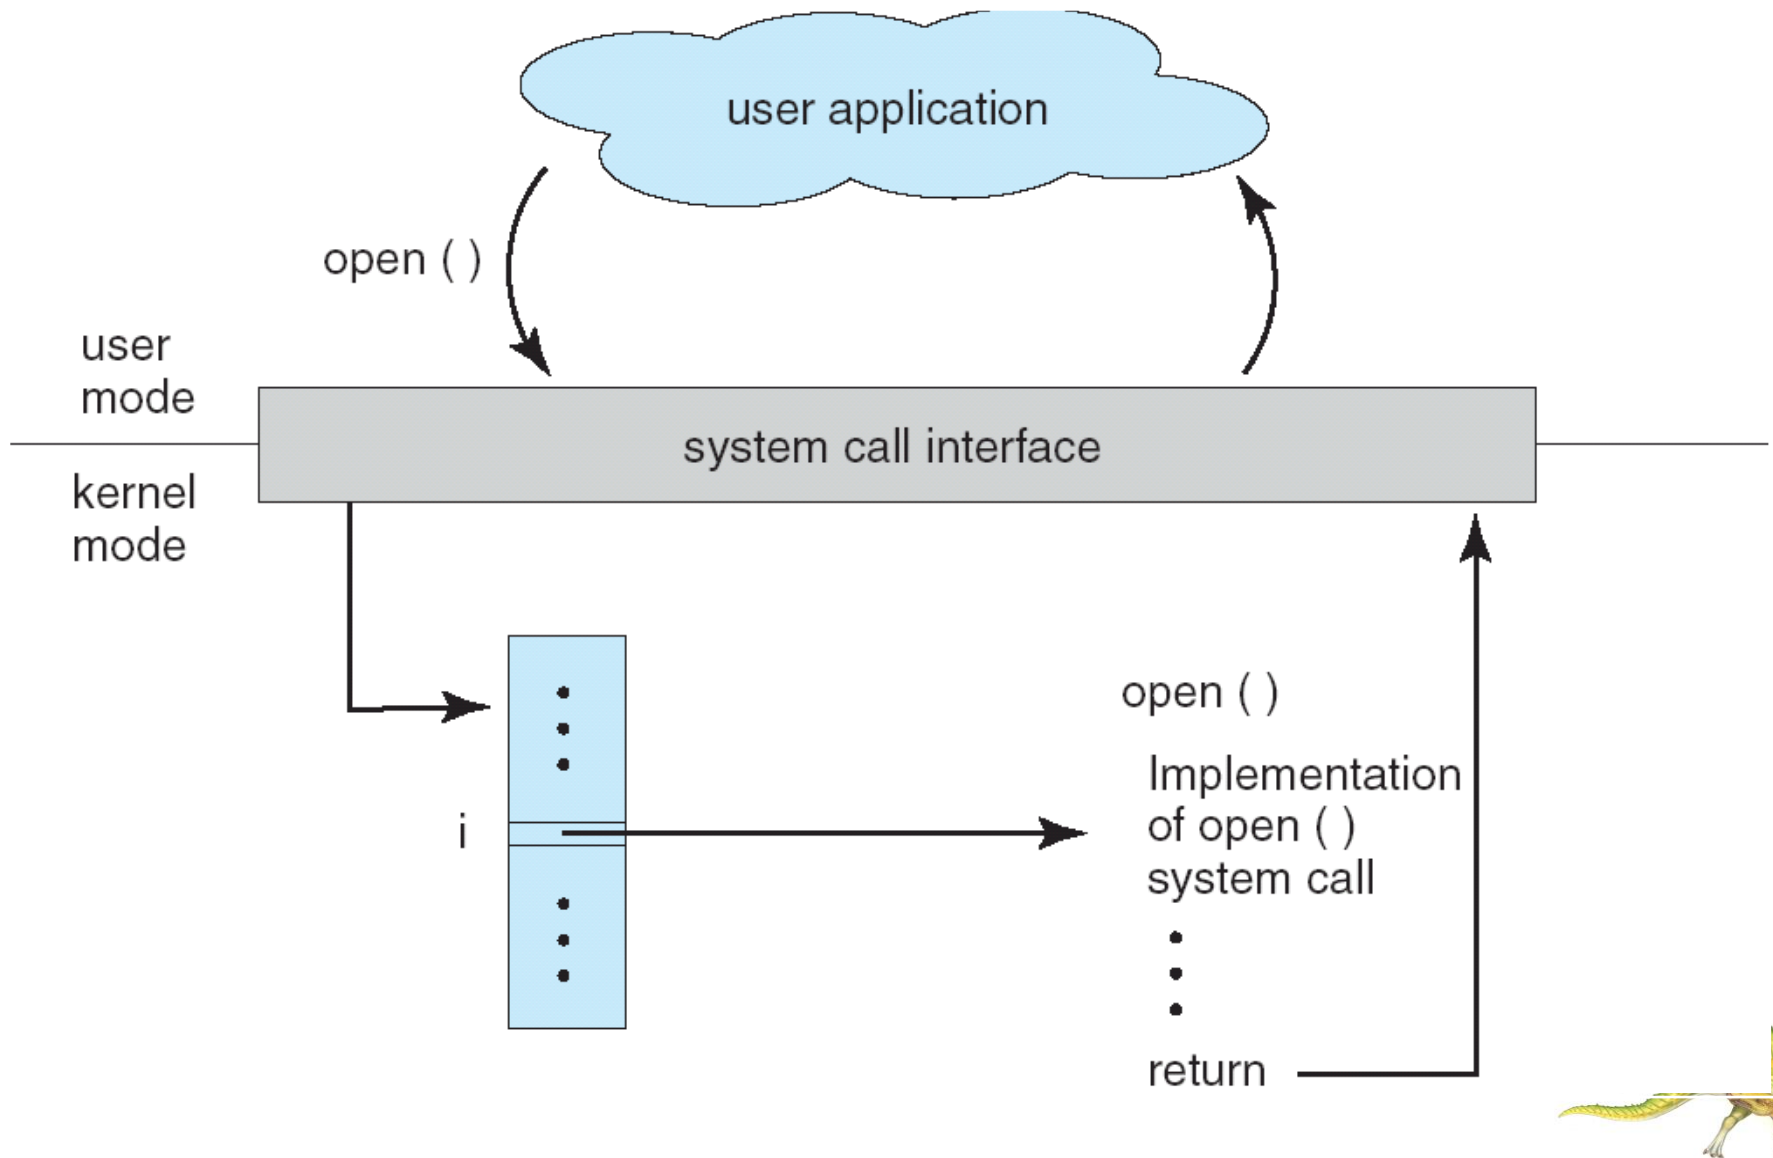 user application
open ( )
user
mode
system call interface
kernel
mode
i
open ( )
Implementation
of open ( )
system call
return